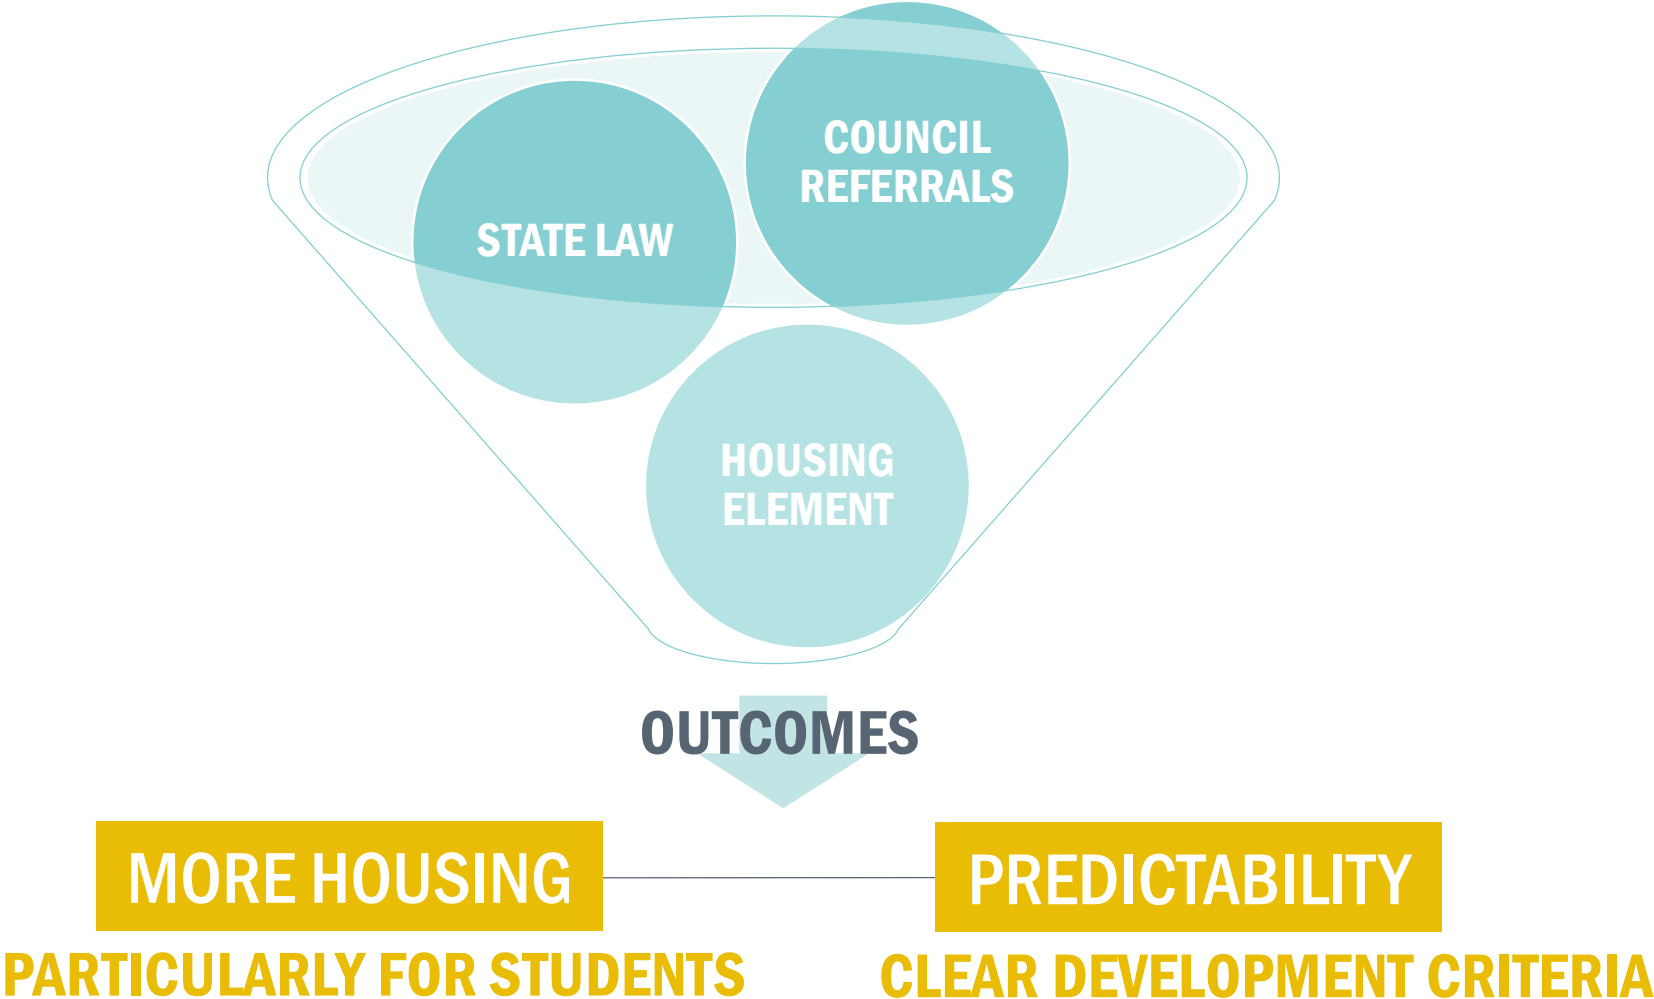 COUNCIL
REFERRALS
STATE LAW
HOUSING
ELEMENT
OUTCOMES
MORE HOUSING
PREDICTABILITY
PARTICULARLY FOR STUDENTS
CLEAR DEVELOPMENT CRITERIA